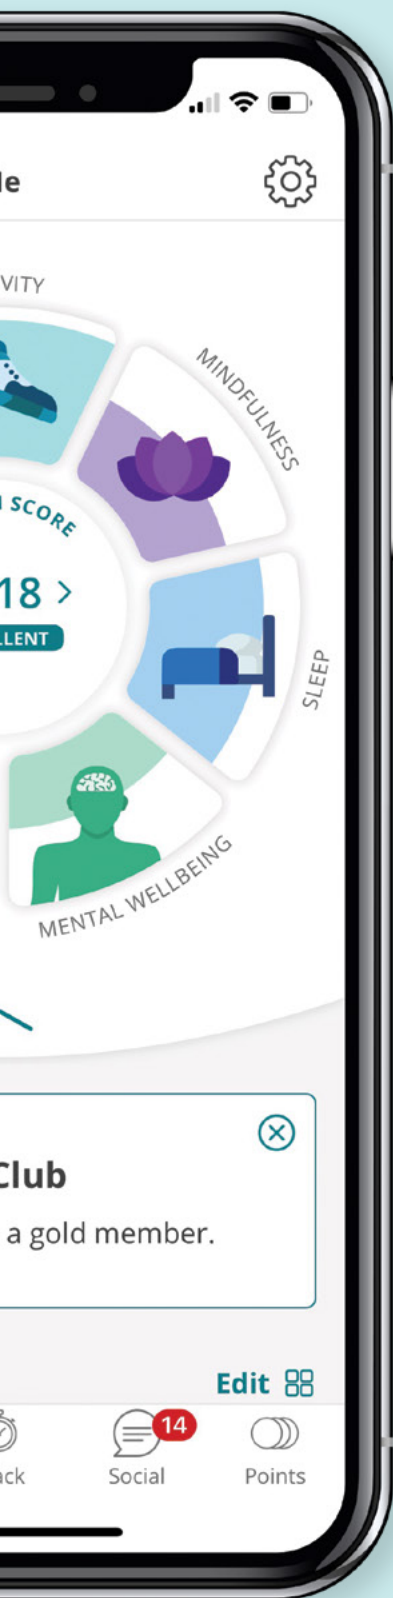 le
VITY
MINDFULNESS
SCORE
18 >
LLENT
SLEEP
MENTAL WELLBEING
Club
a gold member.
Edit
14
ack
Social
Points